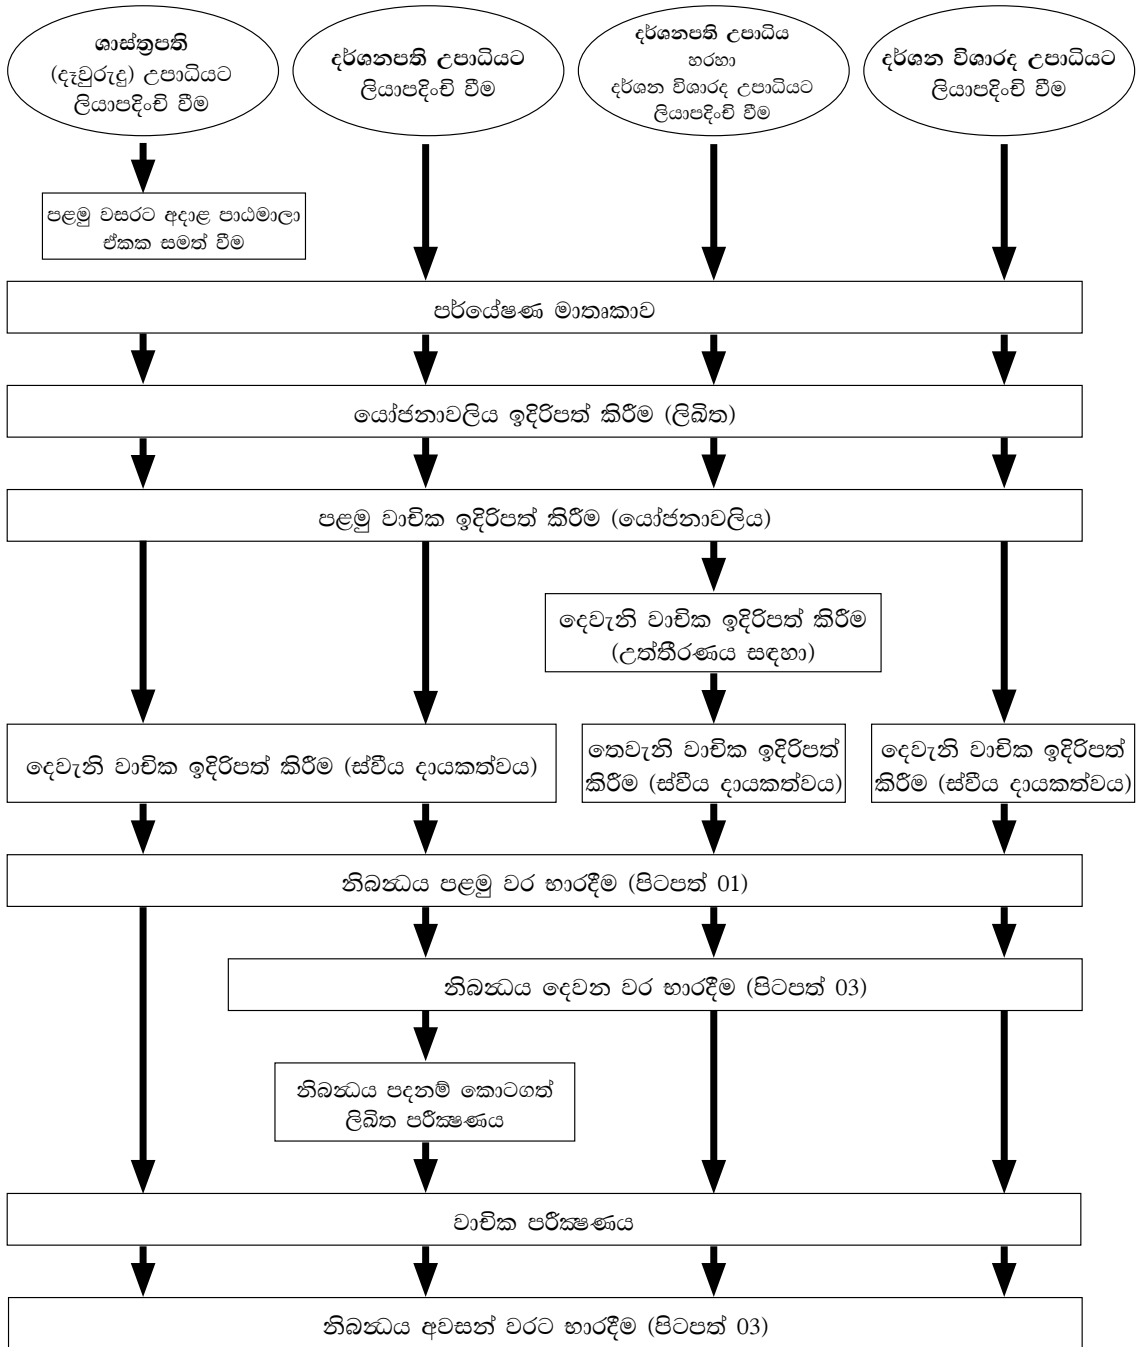 ශාස්ත්‍රපති
(දෑවුරුදු) උපාධියට
ලියාපදිංචි වීම
දර්ශනපති උපාධියට
ලියාපදිංචි වීම
දර්ශනපති උපාධිය
හරහා
දර්ශන විශාරද උපාධියට
ලියාපදිංචි වීම
දර්ශන විශාරද උපාධියට
ලියාපදිංචි වීම
පළමු වසරට අදාළ පාඨමාලා
ඒකක සමත් වීම
පර්යේෂණ මාතෘකාව
යෝජනාවලිය ඉදිරිපත් කිරීම (ලිඛිත)
පළමු වාචික ඉදිරිපත් කිරීම (යෝජනාවලිය)
දෙවැනි වාචික ඉදිරිපත් කිරීම
(උත්තීරණය සඳහා)
දෙවැනි වාචික ඉදිරිපත් කිරීම (ස්වීය දායකත්වය)
තෙවැනි වාචික ඉදිරිපත්
කිරීම (ස්වීය දායකත්වය)
දෙවැනි වාචික ඉදිරිපත්
කිරීම (ස්වීය දායකත්වය)
නිබන්‍ධය පළමු වර භාරදීම (පිටපත් 01)
නිබන්‍ධය දෙවන වර භාරදීම (පිටපත් 03)
නිබන්‍ධය පදනම් කොටගත්
ලිඛිත පරීක්‍ෂණය
වාචික පරීක්‍ෂණය
නිබන්‍ධය අවසන් වරට භාරදීම (පිටපත් 03)